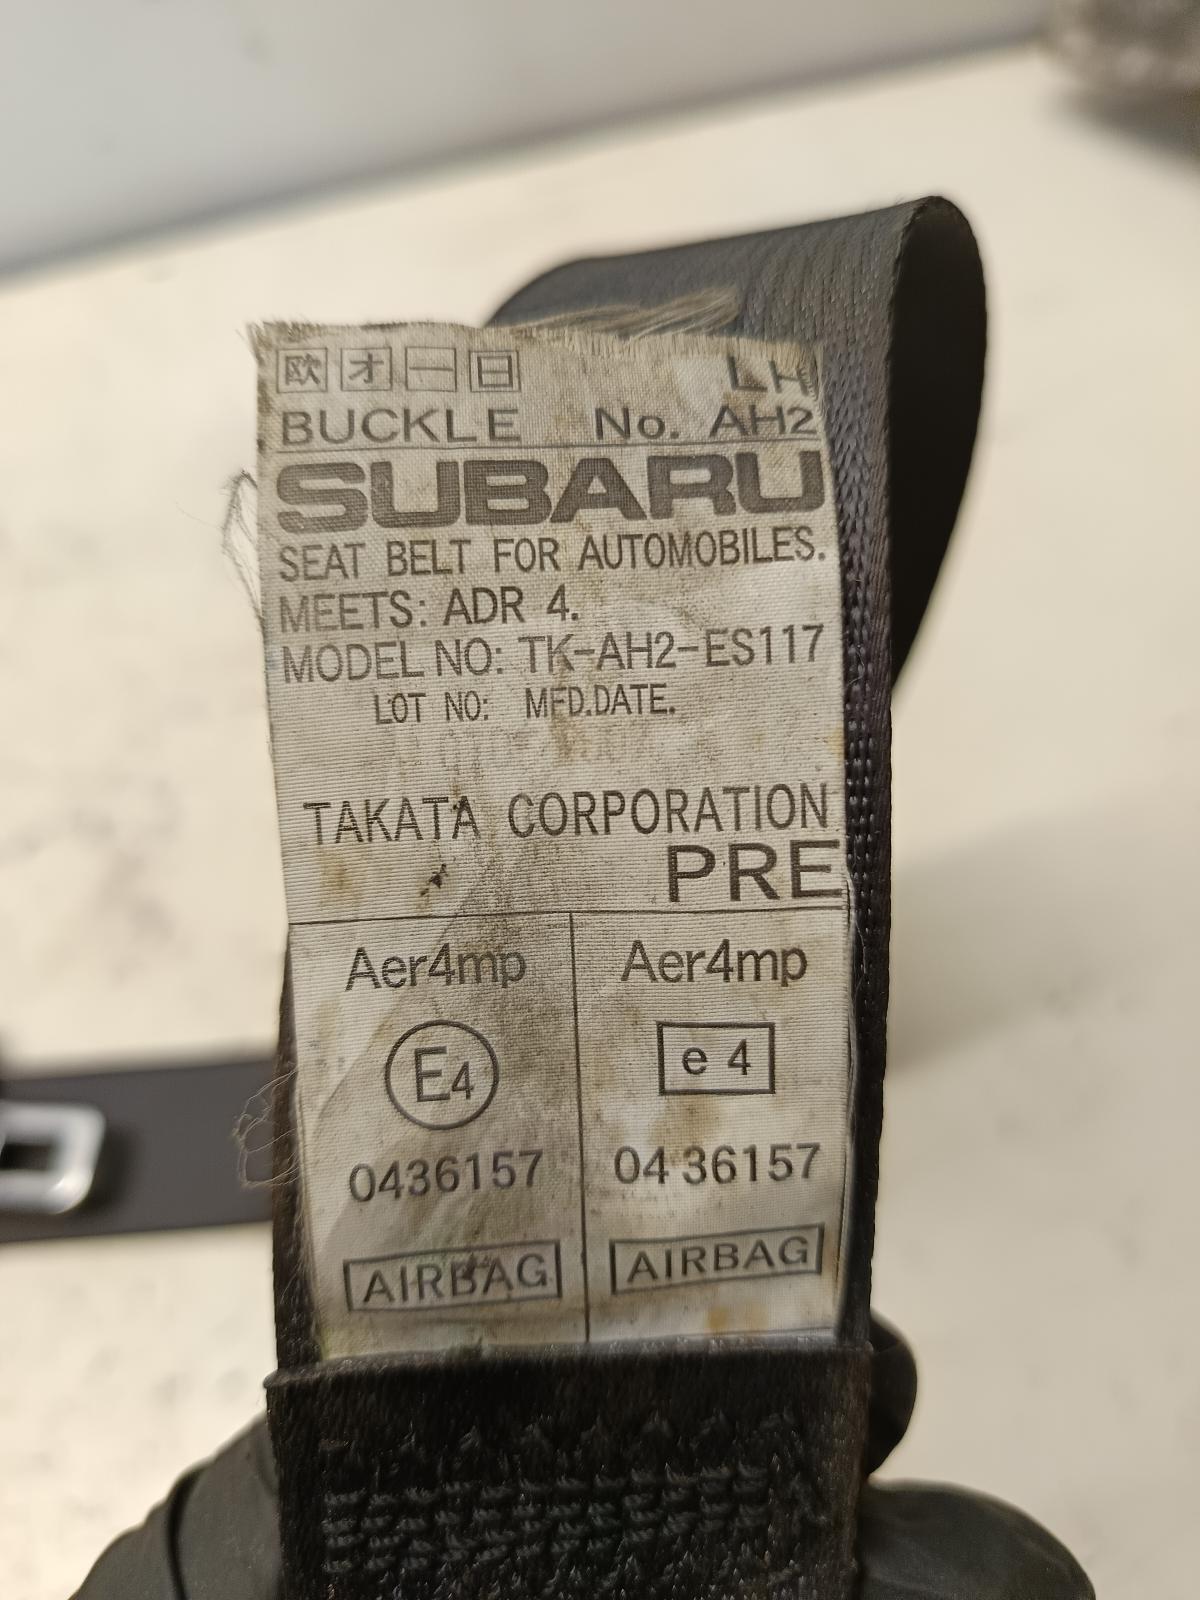 欧 オ 一 日 LH
BUCKLE No. AH2
SUBARU
SEAT BELT FOR AUTOMOBILES.
MEETS: ADR 4.
MODEL NO: TK-AH2-ES117
LOT NO: MFD.DATE.
TAKATA CORPORATION
PRE
Aer4mp Aer4mp
E4 e 4
0436157 04 36157
AIRBAG AIRBAG